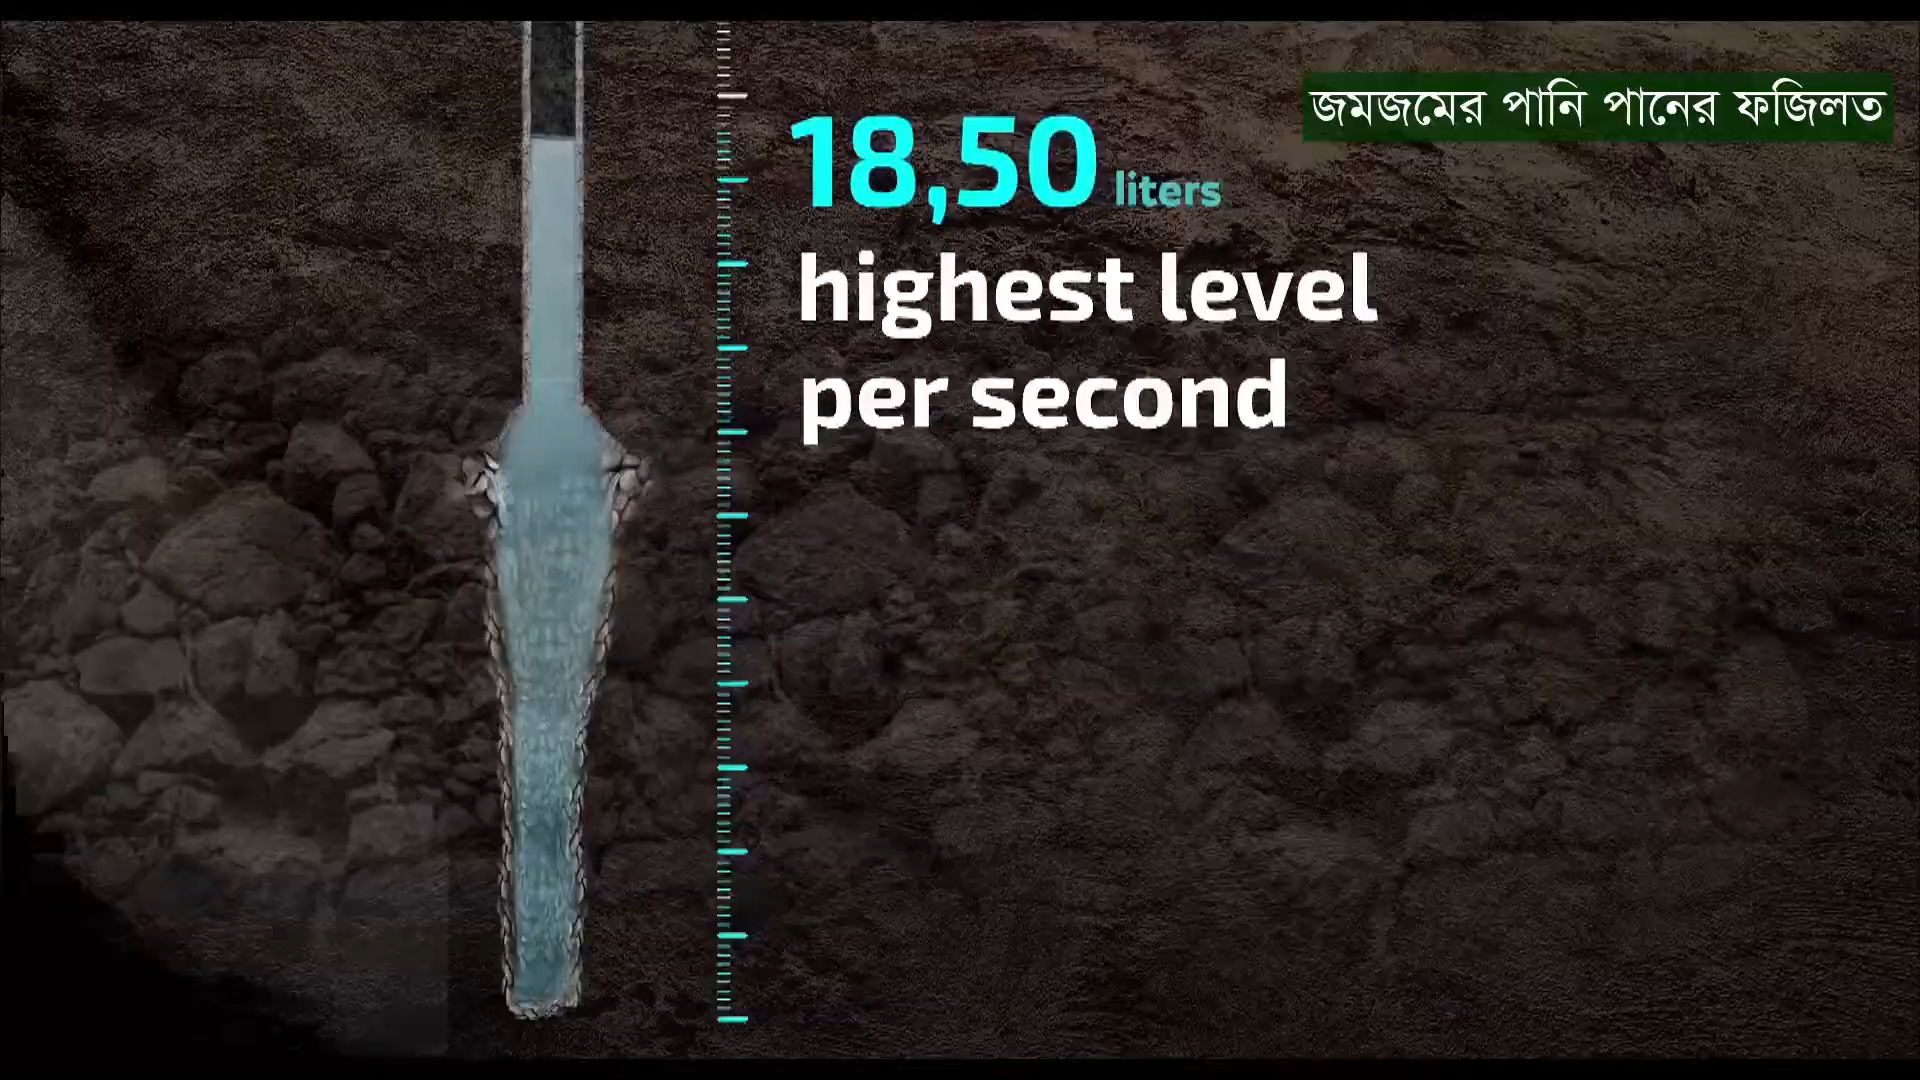 জমজমের পানি পানের ফজিলত
18,50 liters
highest level
per second